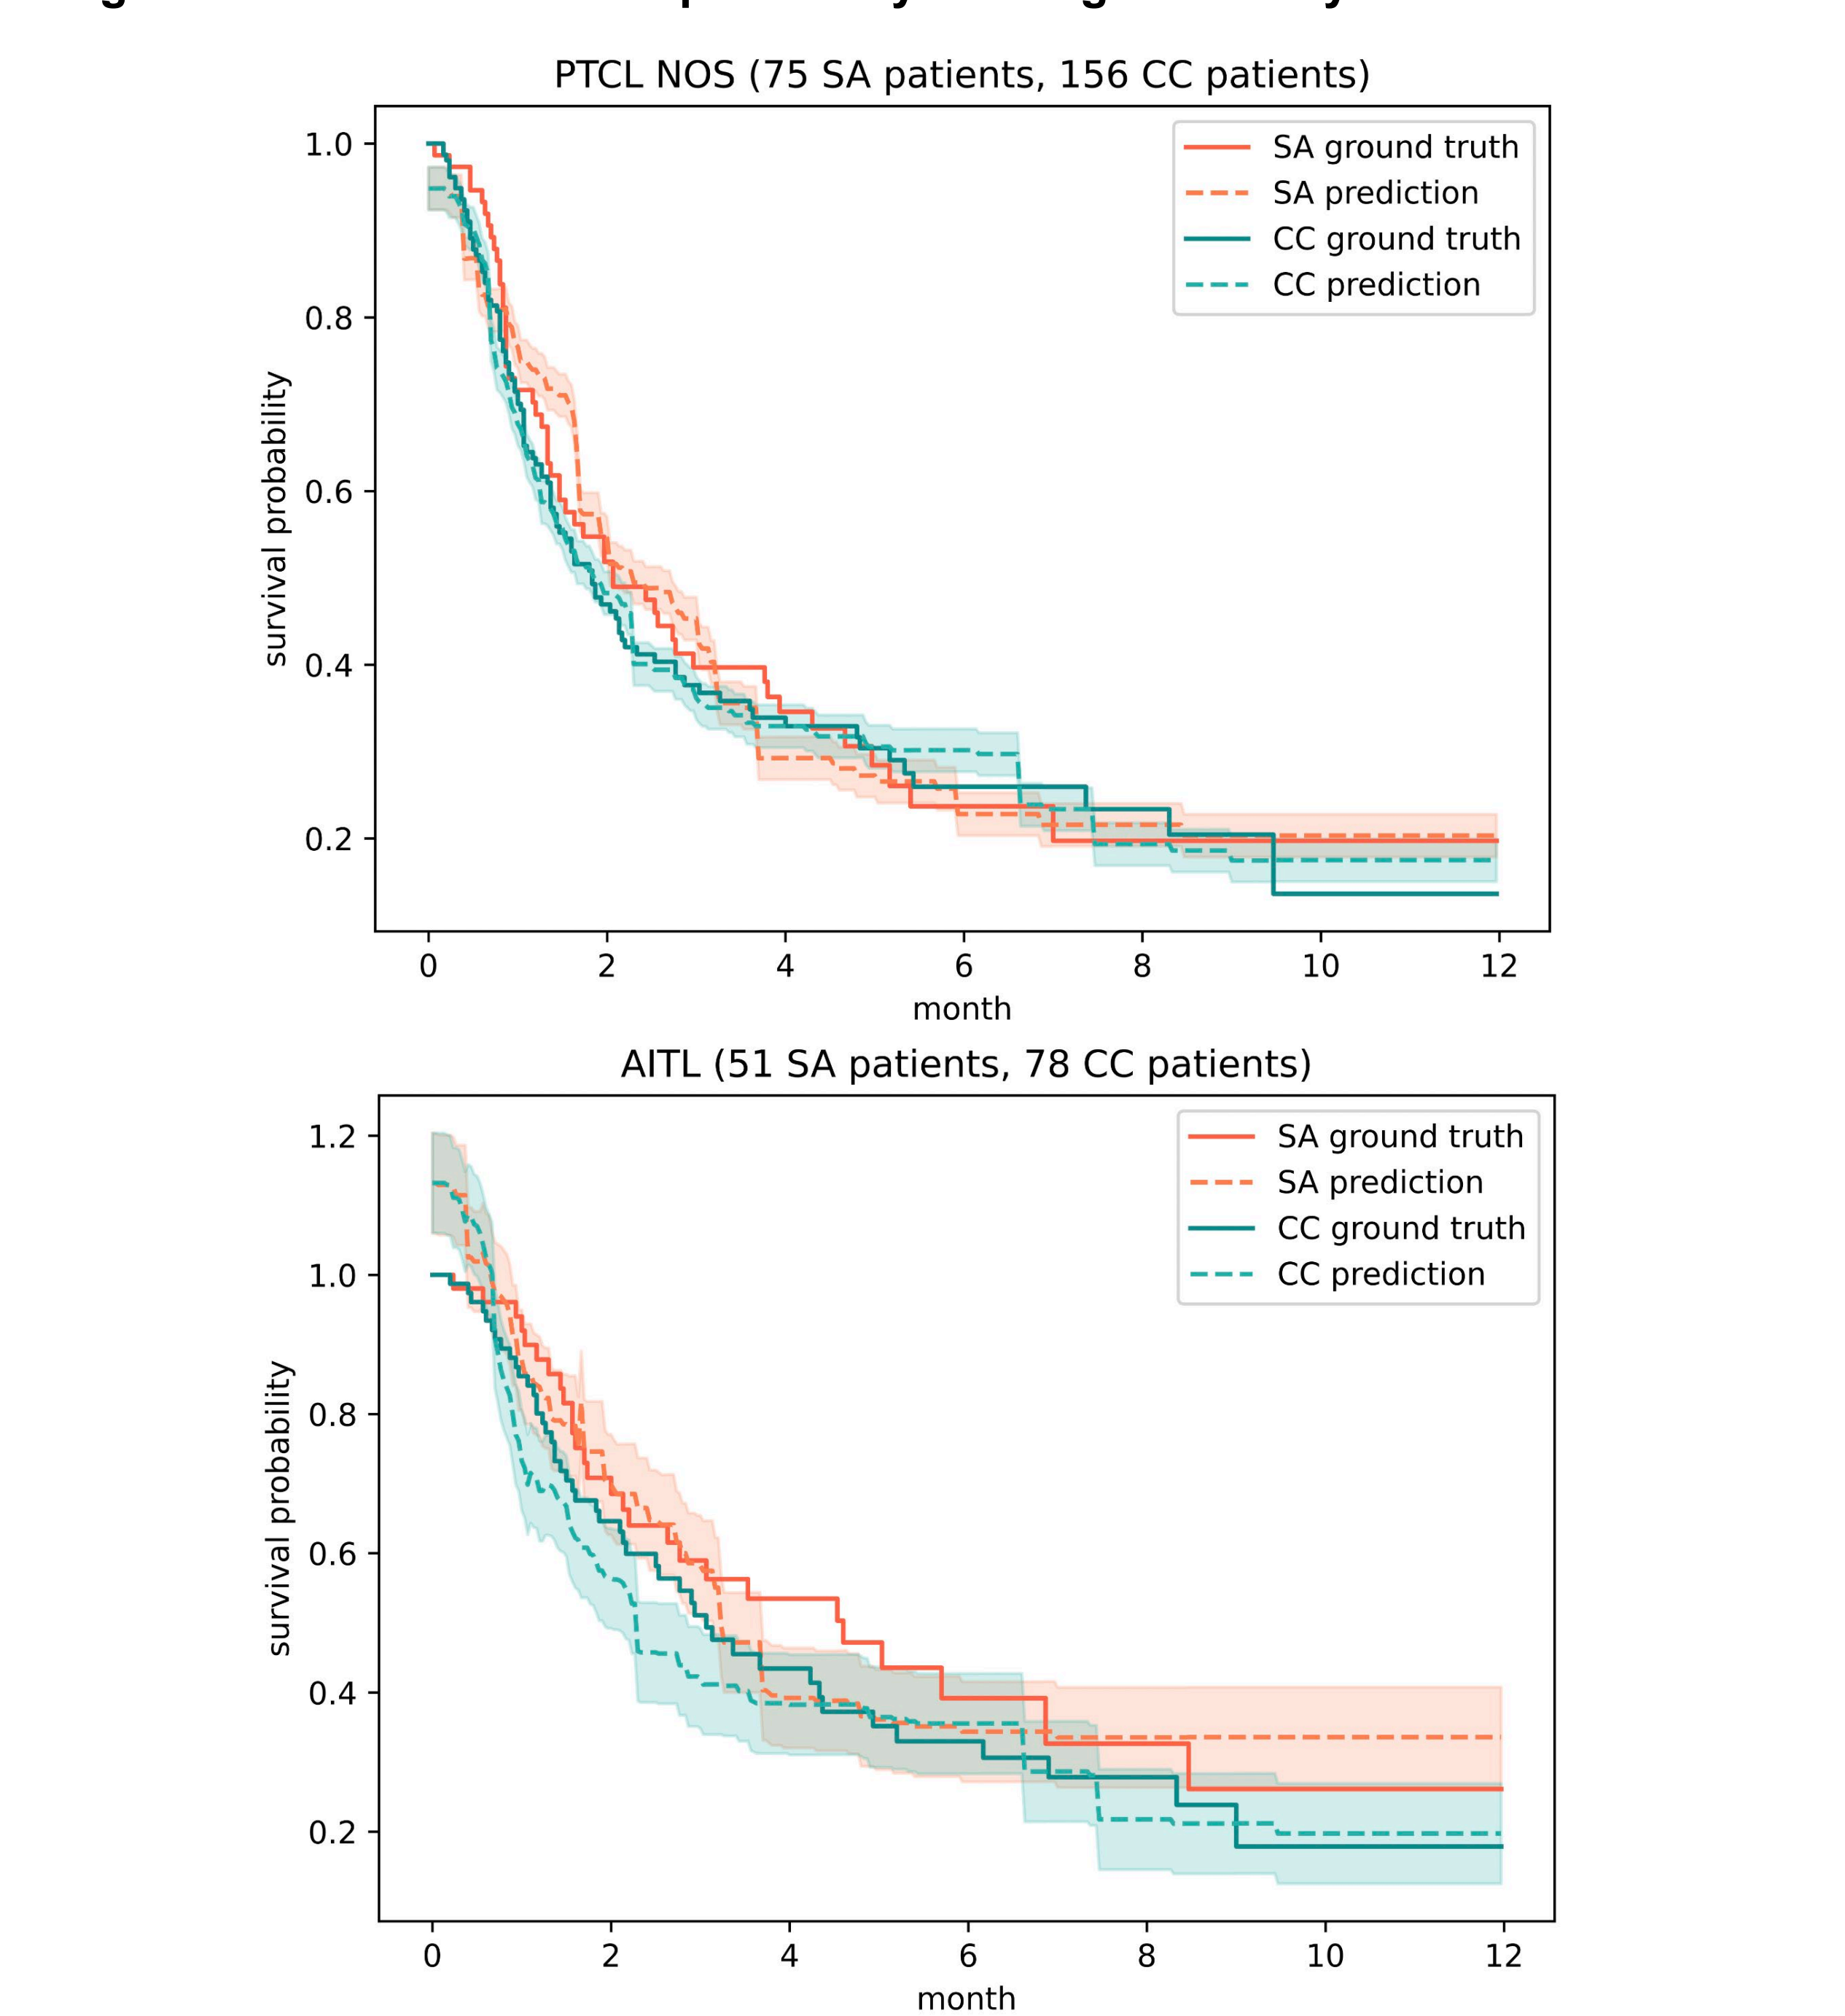 PTCL NOS (75 SA patients, 156 CC patients)
SA ground truth
SA prediction
CC ground truth
CC prediction
1.0
0.8
0.6
0.4
0.2
survival probability
0 2 4 6 8 10 12
month
AITL (51 SA patients, 78 CC patients)
SA ground truth
SA prediction
CC ground truth
CC prediction
1.2
1.0
0.8
0.6
0.4
0.2
survival probability
0 2 4 6 8 10 12
month